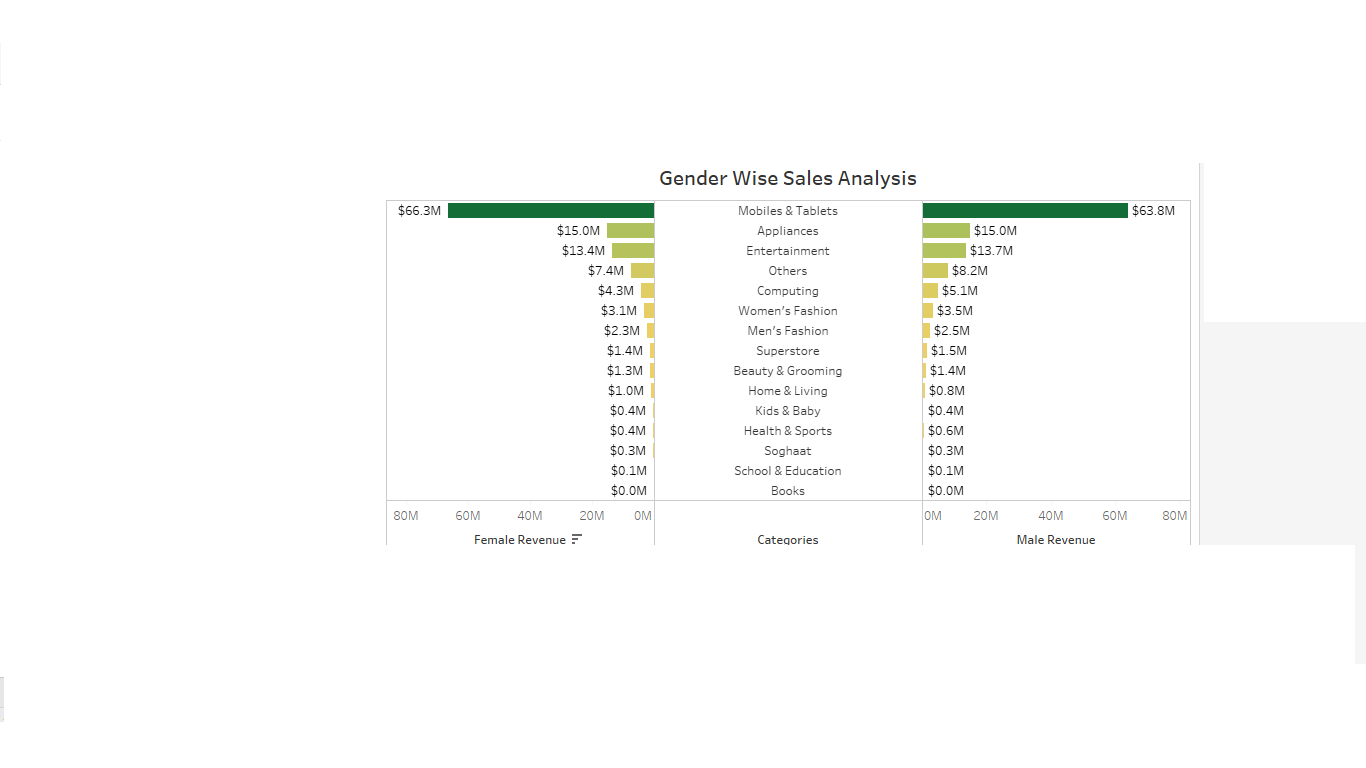 Gender Wise Sales Analysis
$66.3M Mobiles & Tablets $63.8M
$15.0M Appliances $15.0M
$13.4M Entertainment $13.7M
$7.4M Others $8.2M
$4.3M Computing $5.1M
$3.1M Women's Fashion $3.5M
$2.3M Men's Fashion $2.5M
$1.4M Superstore $1.5M
$1.3M Beauty & Grooming $1.4M
$1.0M Home & Living $0.8M
$0.4M Kids & Baby $0.4M
$0.4M Health & Sports $0.6M
$0.3M Soghaat $0.3M
$0.1M School & Education $0.1M
$0.0M Books $0.0M
80M 60M 40M 20M 0M 0M 20M 40M 60M 80M
Female Revenue Categories Male Revenue